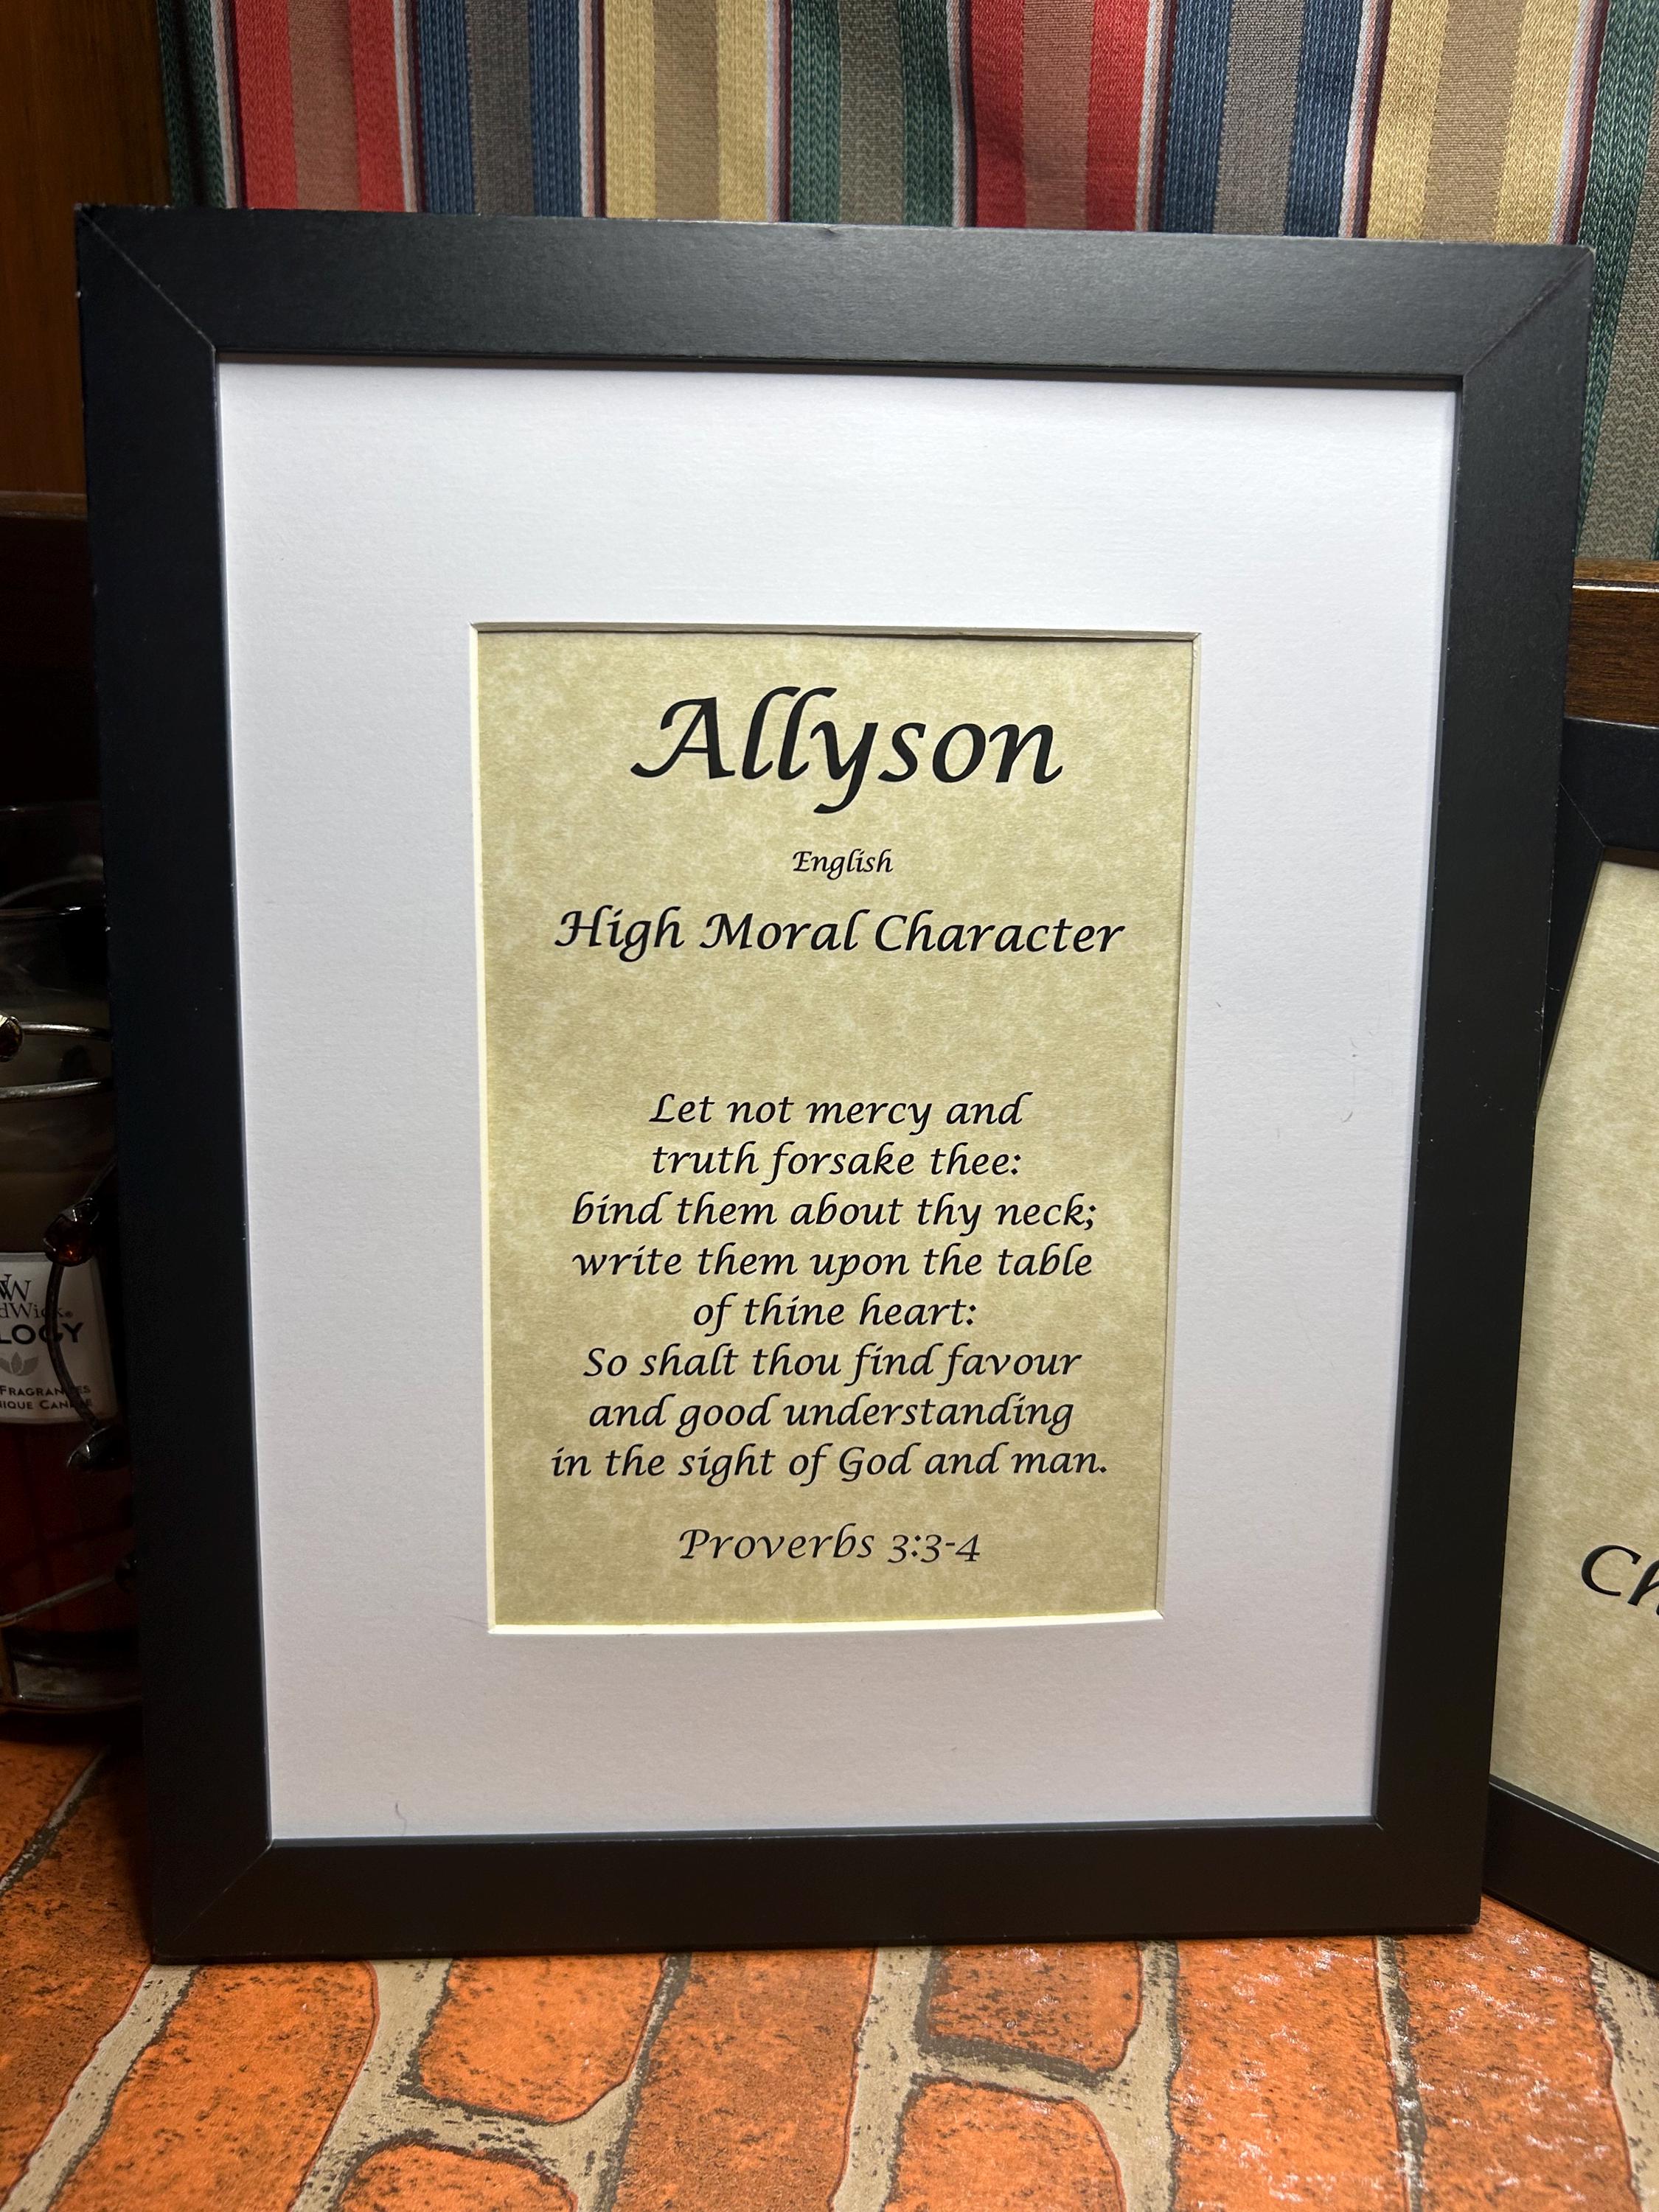 Allyson
English
High Moral Character
Let not mercy and
truth forsake thee:
bind them about thy neck;
write them upon the table
of thine heart:
So shalt thou find favour
and good understanding
in the sight of God and man.
Proverbs 3:3-4